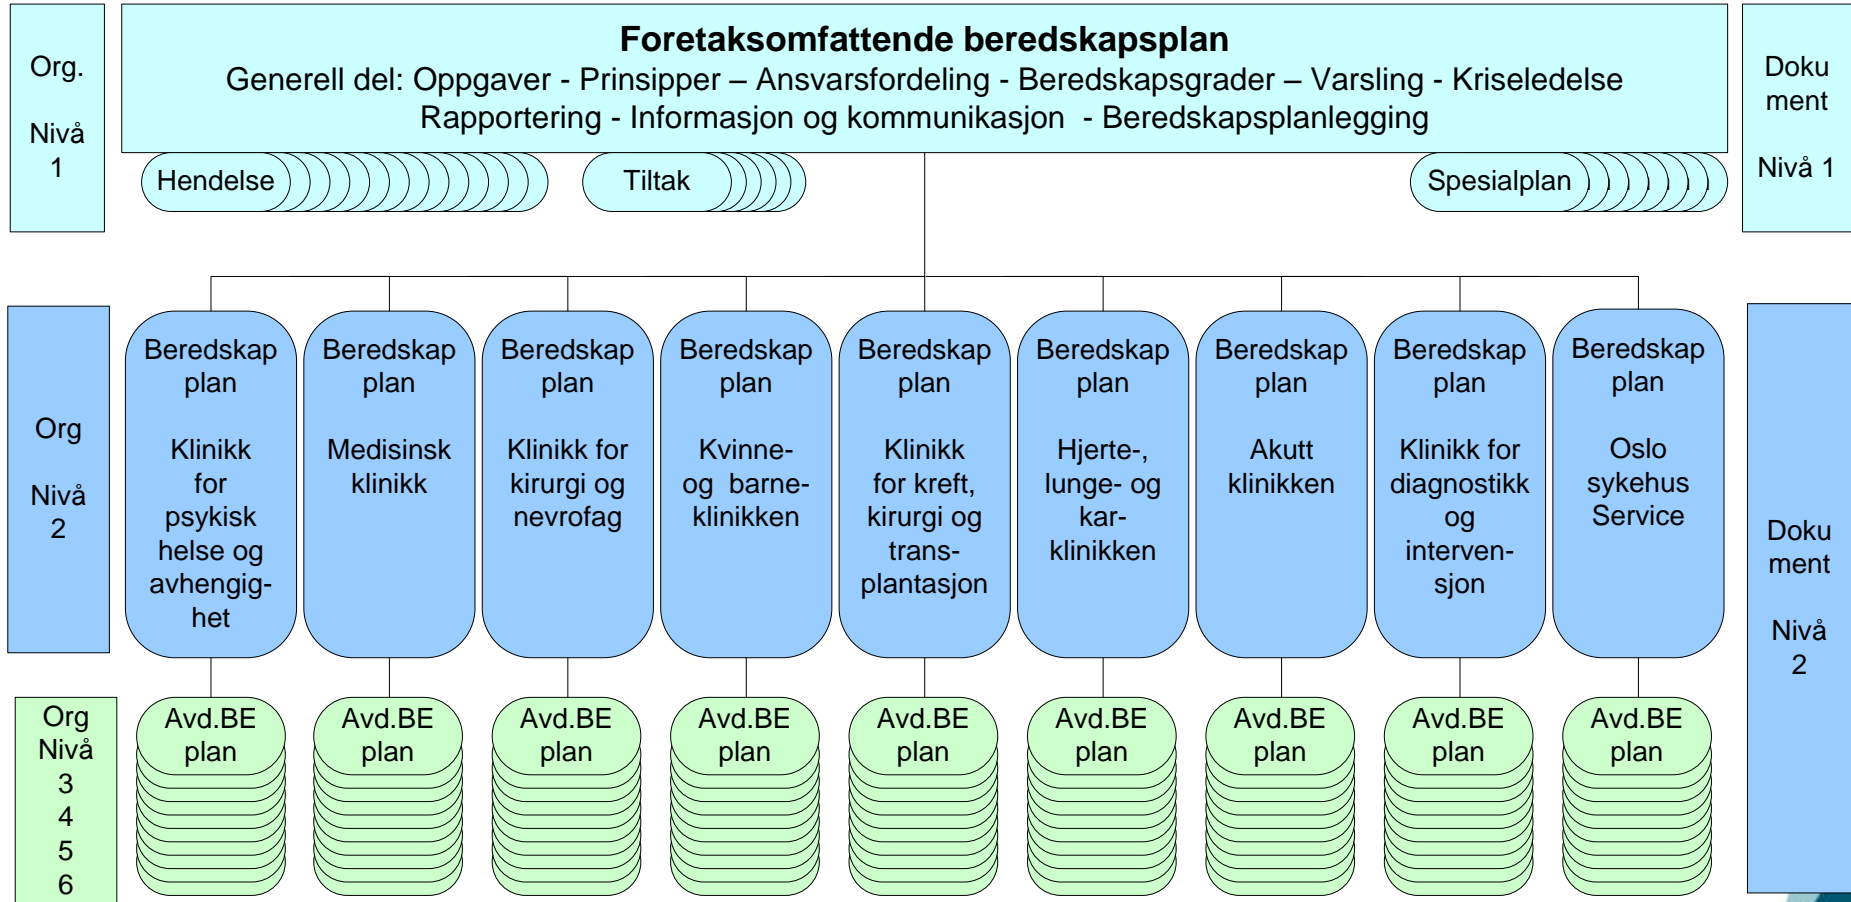 Org.
Nivå
1
Foretaksomfattende beredskapsplan
Generell del: Oppgaver - Prinsipper – Ansvarsfordeling - Beredskapsgrader – Varsling - Kriseledelse
Rapportering - Informasjon og kommunikasjon - Beredskapsplanlegging
Doku
ment
Nivå 1
Hendelse
Tiltak
Spesialplan
Org
Nivå
2
Beredskap
plan
Klinikk
for
psykisk
helse og
avhengig-
het
Beredskap
plan
Medisinsk
klinikk
Beredskap
plan
Klinikk for
kirurgi og
nevrofag
Beredskap
plan
Kvinne-
og barne-
klinikken
Beredskap
plan
Klinikk
for kreft,
kirurgi og
trans-
plantasjon
Beredskap
plan
Hjerte-,
lunge- og
kar-
klinikken
Beredskap
plan
Akutt
klinikken
Beredskap
plan
Klinikk for
diagnostikk
og
interven-
sjon
Beredskap
plan
Oslo
sykehus
Service
Doku
ment
Nivå
2
Org
Nivå
3
4
5
6
Avd.BE
plan
Avd.BE
plan
Avd.BE
plan
Avd.BE
plan
Avd.BE
plan
Avd.BE
plan
Avd.BE
plan
Avd.BE
plan
Avd.BE
plan